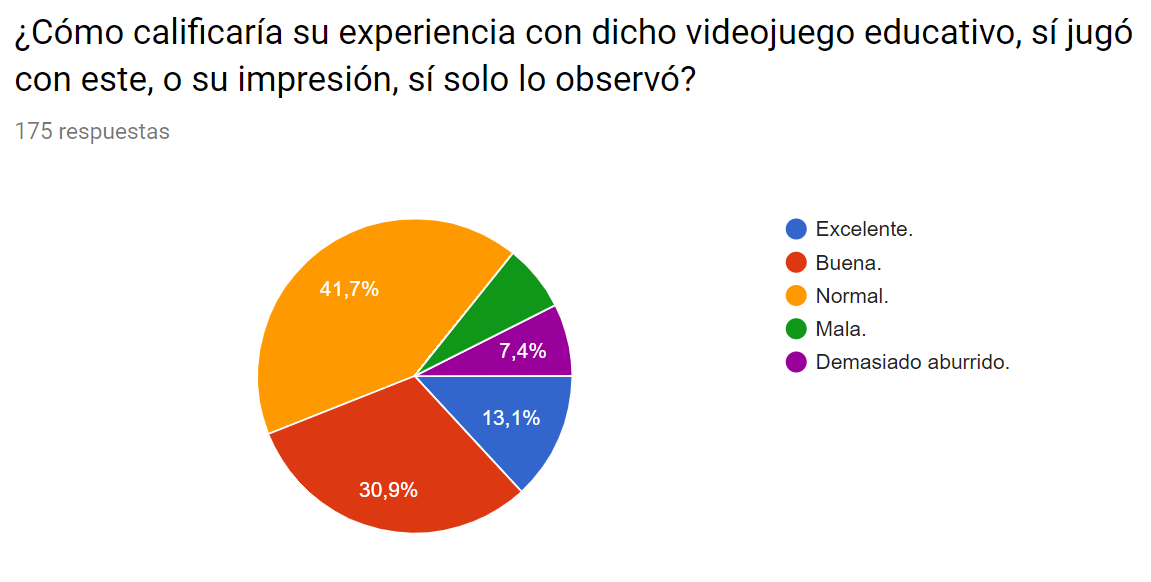 ¿Cómo calificaría su experiencia con dicho videojuego educativo, sí jugó
con este, o su impresión, sí solo lo observó?
175 respuestas
Excelente.
Buena.
Normal.
Mala.
Demasiado aburrido.
41,7%
7,4%
13,1%
30,9%